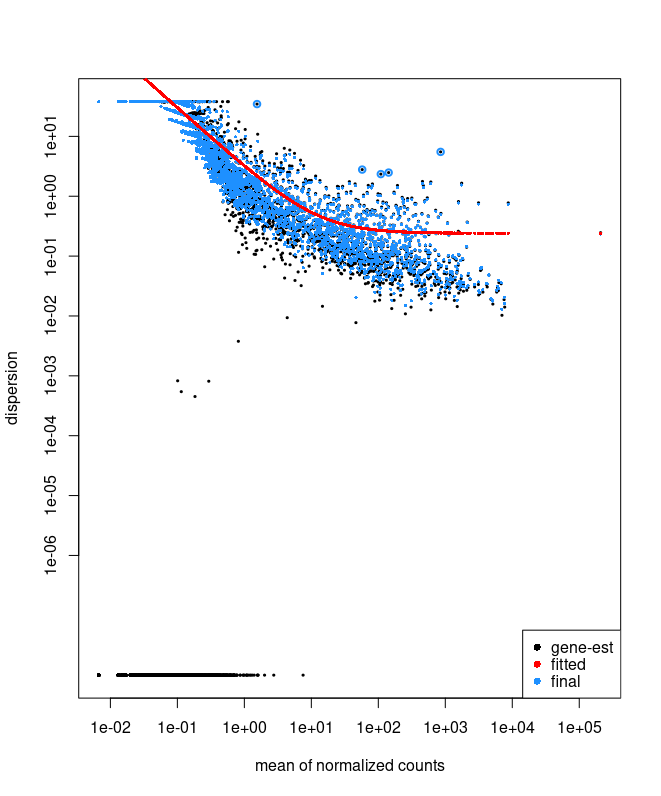 dispersion
1e+01
1e+00
1e-01
1e-02
1e-03
1e-04
1e-05
1e-06
gene-est
fitted
final
1e-02
1e-01
1e+00
1e+01
1e+02
1e+03
1e+04
1e+05
mean of normalized counts